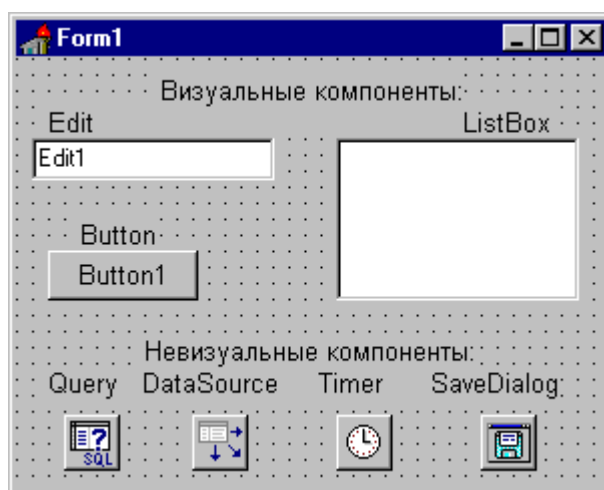 Form1
Визуальные компоненты:
Edit ListBox
Edit1
Button
Button1
Невизуальные компоненты:
Query DataSource Timer SaveDialog
?
SQL